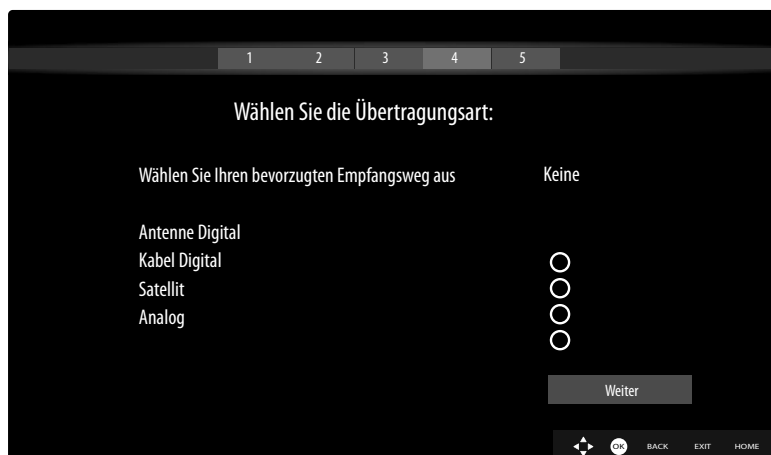 1 2 3 4 5
Wählen Sie die Übertragungsart:
Wählen Sie Ihren bevorzugten Empfangsweg aus Keine
Antenne Digital
Kabel Digital
Satellit
Analog
Weiter
OK BACK EXIT HOME